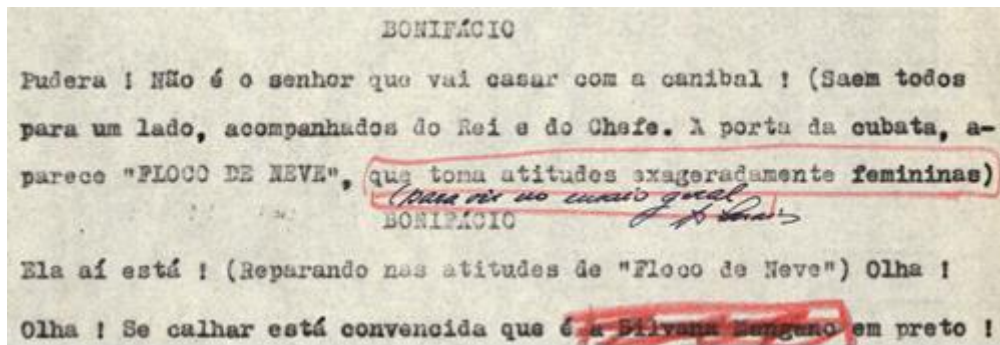 BONIFÁCIO
Pudera ! Não é o senhor que vai casar com a canibal ! (Saem todos
para um lado, acompanhados do Rei e do Chefe. À porta da cubata, a-
parece "FLOCO DE NEVE", que toma atitudes exageradamente femininas)
(para ver no ensaio geral
BONIFÁCIO
Ela aí está ! (Reparando nas atitudes de "Floco de Neve") Olha !
Olha ! Se calhar está convencida que é a Silvana Mangano em preto !